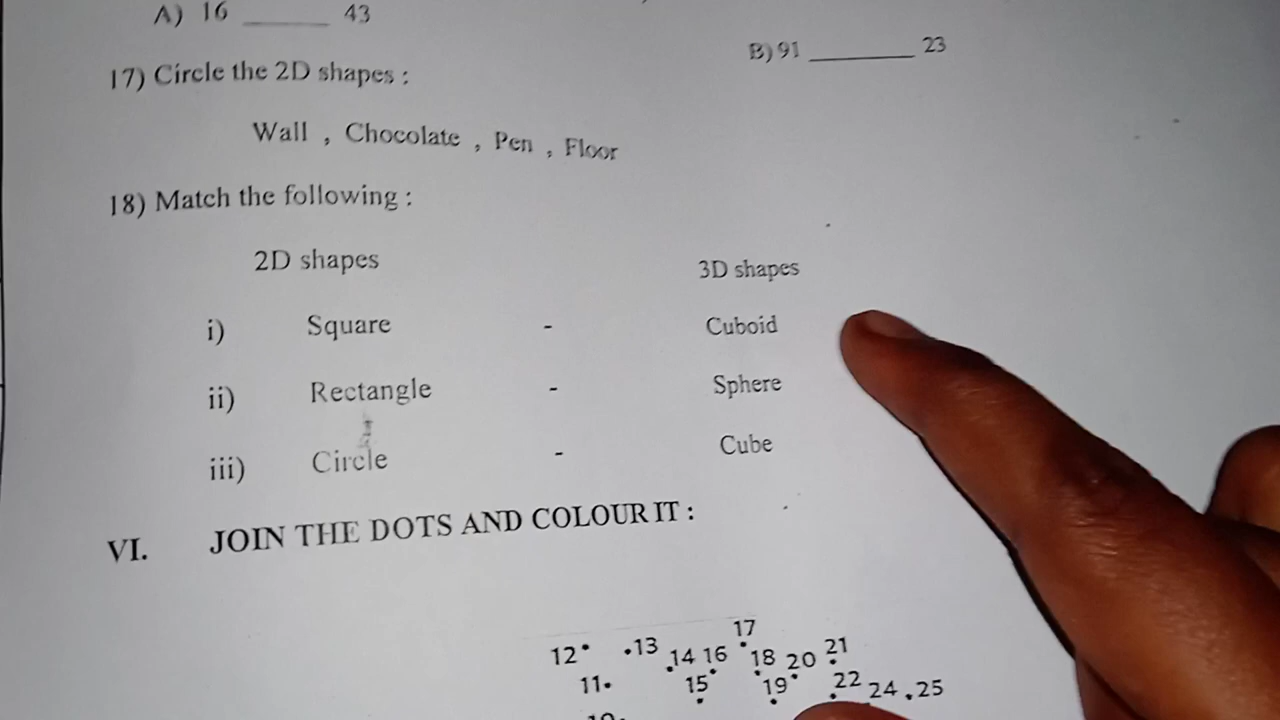 A) 16 ______ 43
B) 91 ________ 23
17) Circle the 2D shapes :
Wall , Chocolate , Pen , Floor
18) Match the following :
2D shapes 3D shapes
i) Square - Cuboid
ii) Rectangle - Sphere
iii) Circle - Cube
VI. JOIN THE DOTS AND COLOUR IT :
17
12 13 14 16 18 20 21
11 15 19 22 24 25